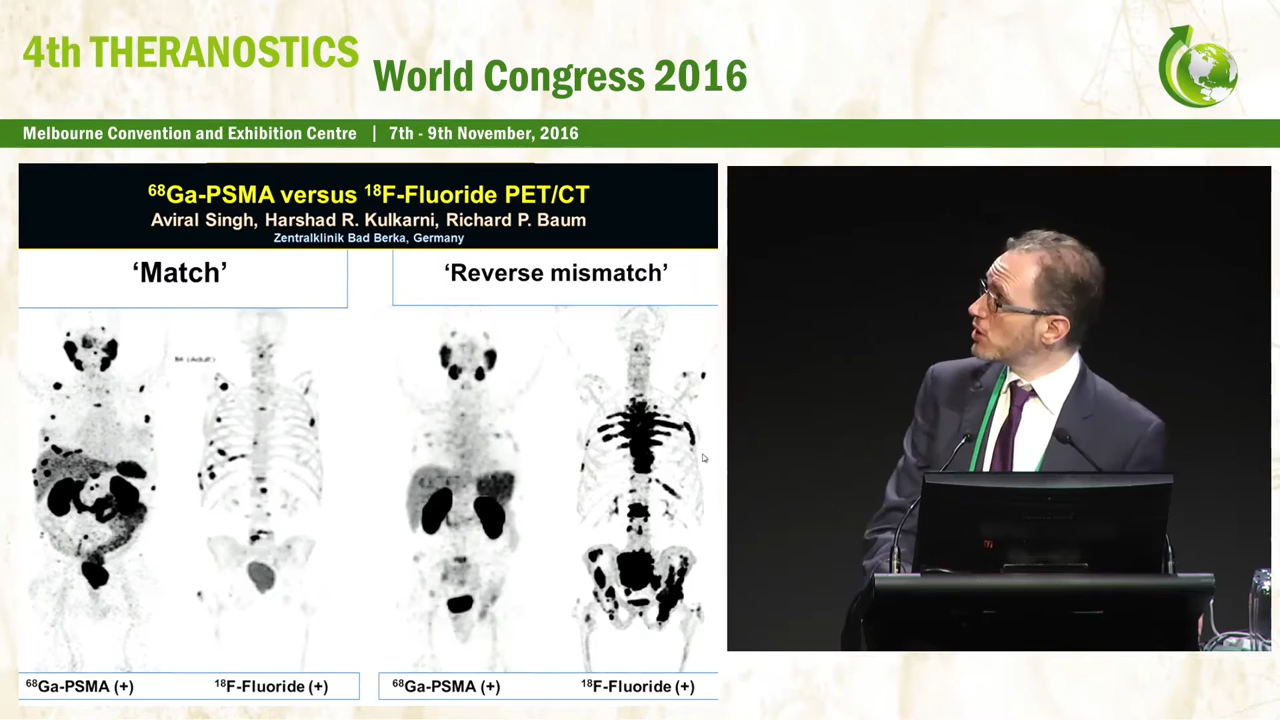 4th THERANOSTICS
World Congress 2016
Melbourne Convention and Exhibition Centre | 7th - 9th November, 2016
⁶⁸Ga-PSMA versus ¹⁸F-Fluoride PET/CT
Aviral Singh, Harshad R. Kulkarni, Richard P. Baum
Zentralklinik Bad Berka, Germany
‘Match’
‘Reverse mismatch’
⁶⁸Ga-PSMA (+)
¹⁸F-Fluoride (+)
⁶⁸Ga-PSMA (+)
¹⁸F-Fluoride (+)